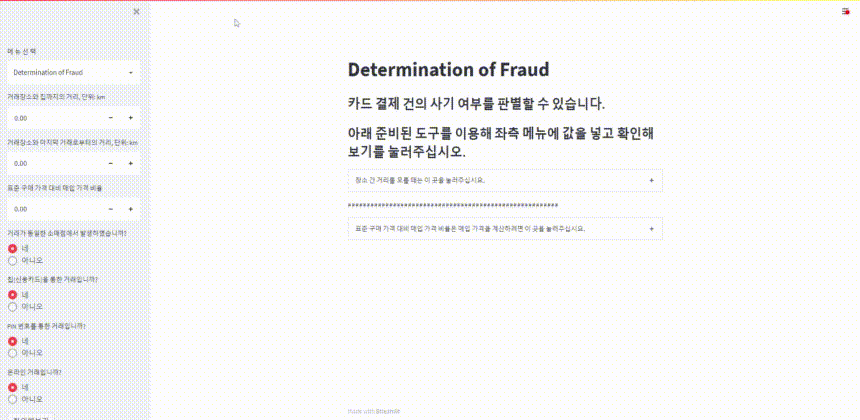 메뉴 선택
Determination of Fraud
거래장소와 집까지의 거리, 단위: km
0.00
거래장소와 마지막 거래로부터의 거리, 단위: km
0.00
표준 구매 가격 대비 매입 가격 비율
0.00
거래가 동일한 소매점에서 발생하였습니까?
네
아니오
칩(신용카드)을 통한 거래입니까?
네
아니오
PIN 번호를 통한 거래입니까?
네
아니오
온라인 거래입니까?
네
아니오
Determination of Fraud
카드 결제 건의 사기 여부를 판별할 수 있습니다.
아래 준비된 도구를 이용해 좌측 메뉴에 값을 넣고 확인해
보기를 눌러주십시오.
장소 간 거리를 모를 때는 이 곳을 눌러주십시요.
표준 구매 가격 대비 매입 가격 비율은 매입 가격을 계산하려면 이 곳을 눌러주십시요.
Made with Streamlit